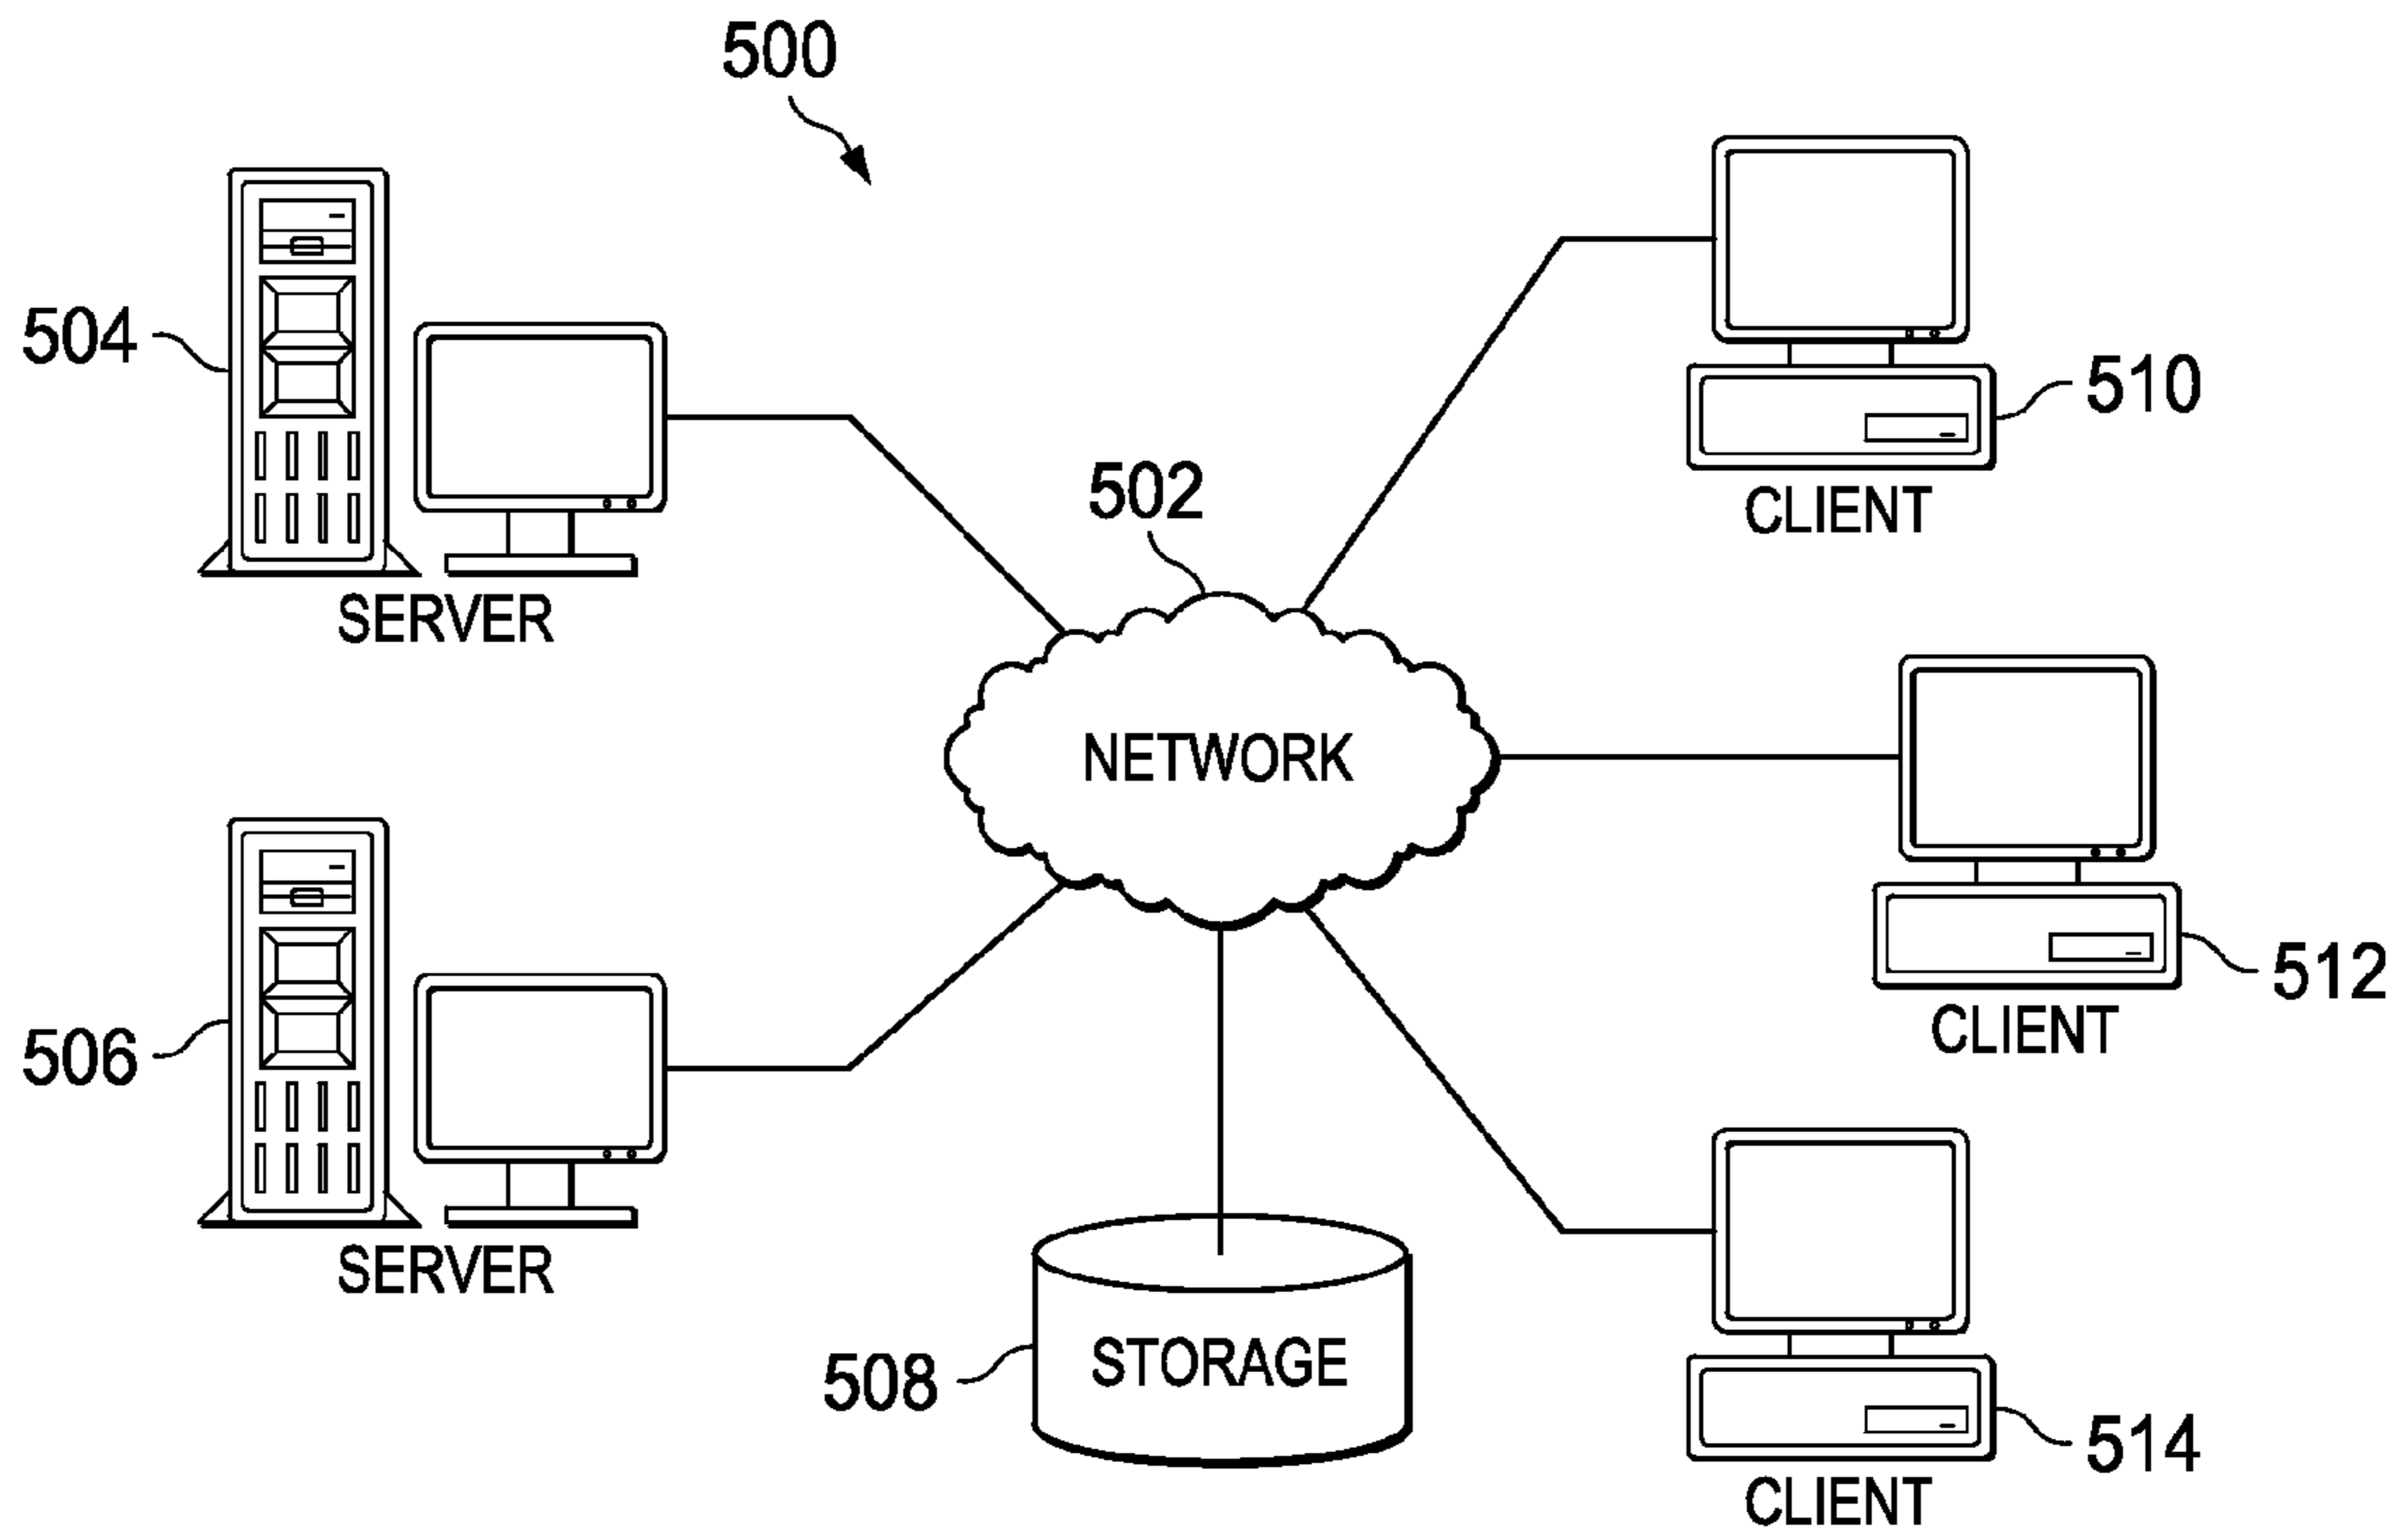 500
504
SERVER
510
CLIENT
502
NETWORK
512
CLIENT
506
SERVER
508
STORAGE
514
CLIENT